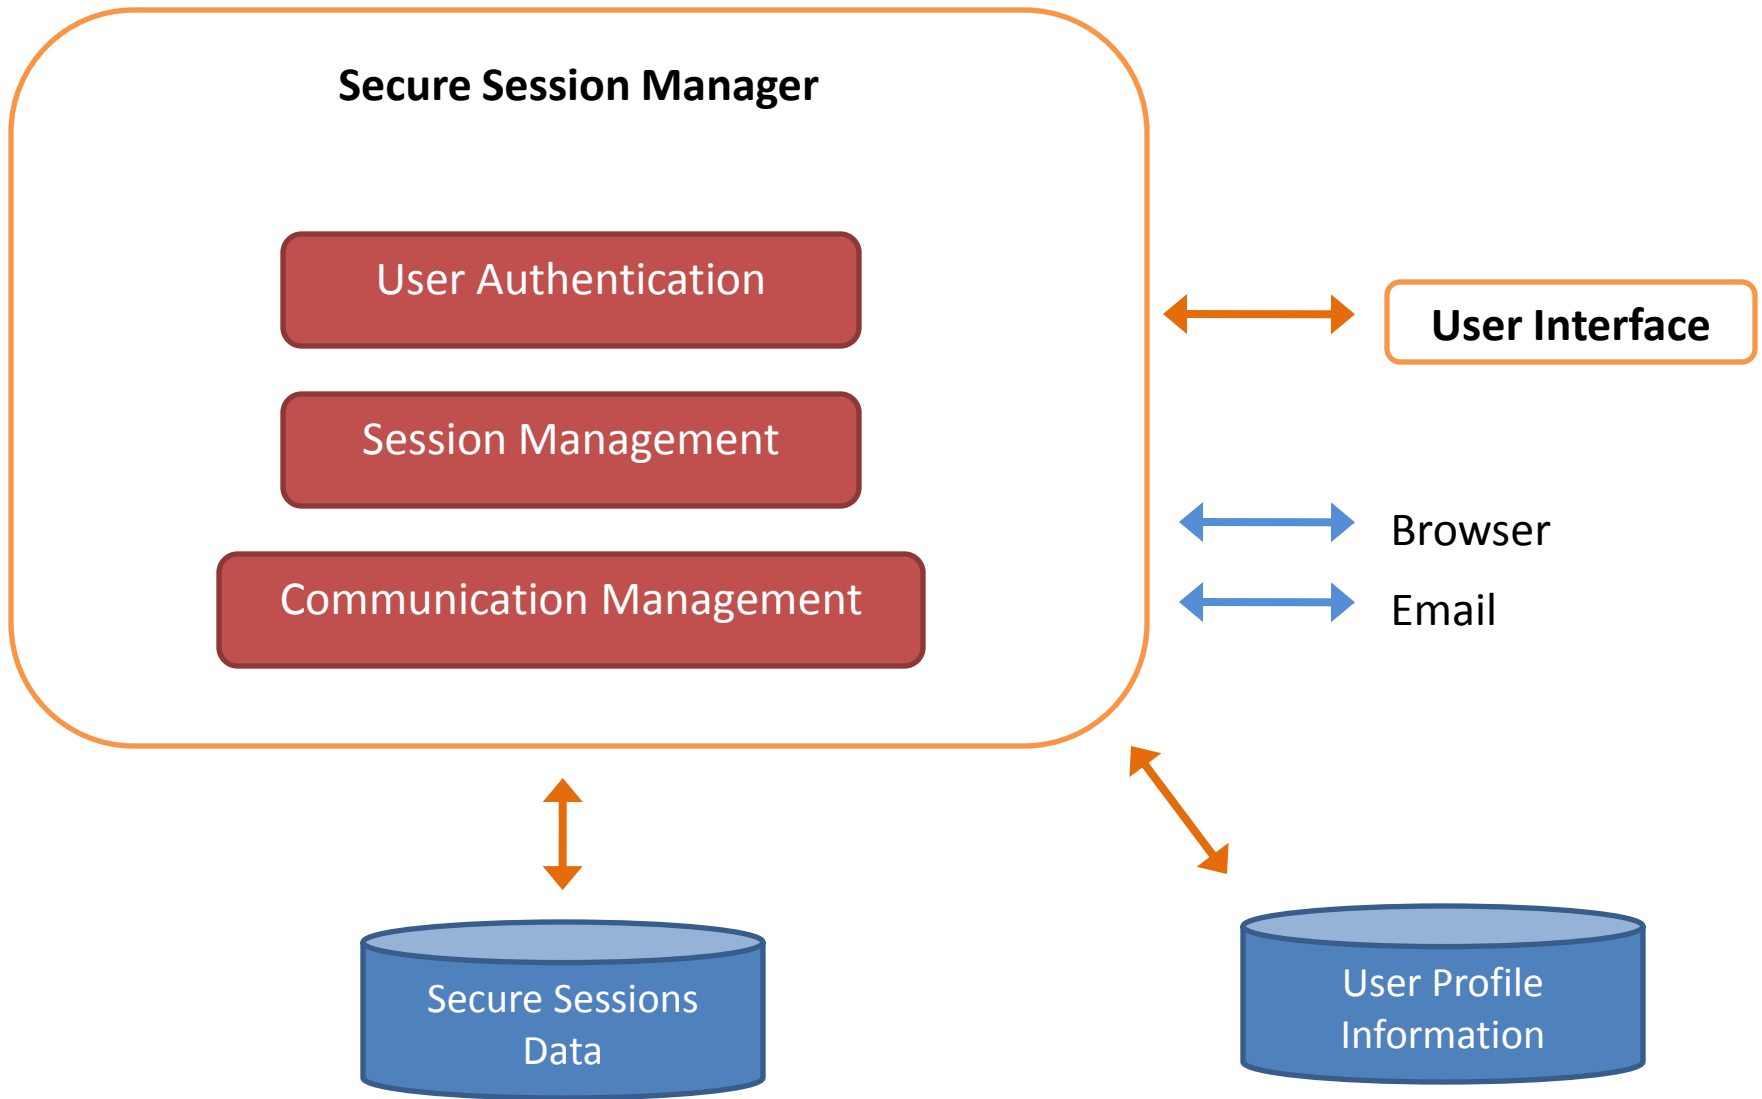 Secure Session Manager
User Authentication
Session Management
Communication Management
User Interface
Browser
Email
Secure Sessions
Data
User Profile
Information